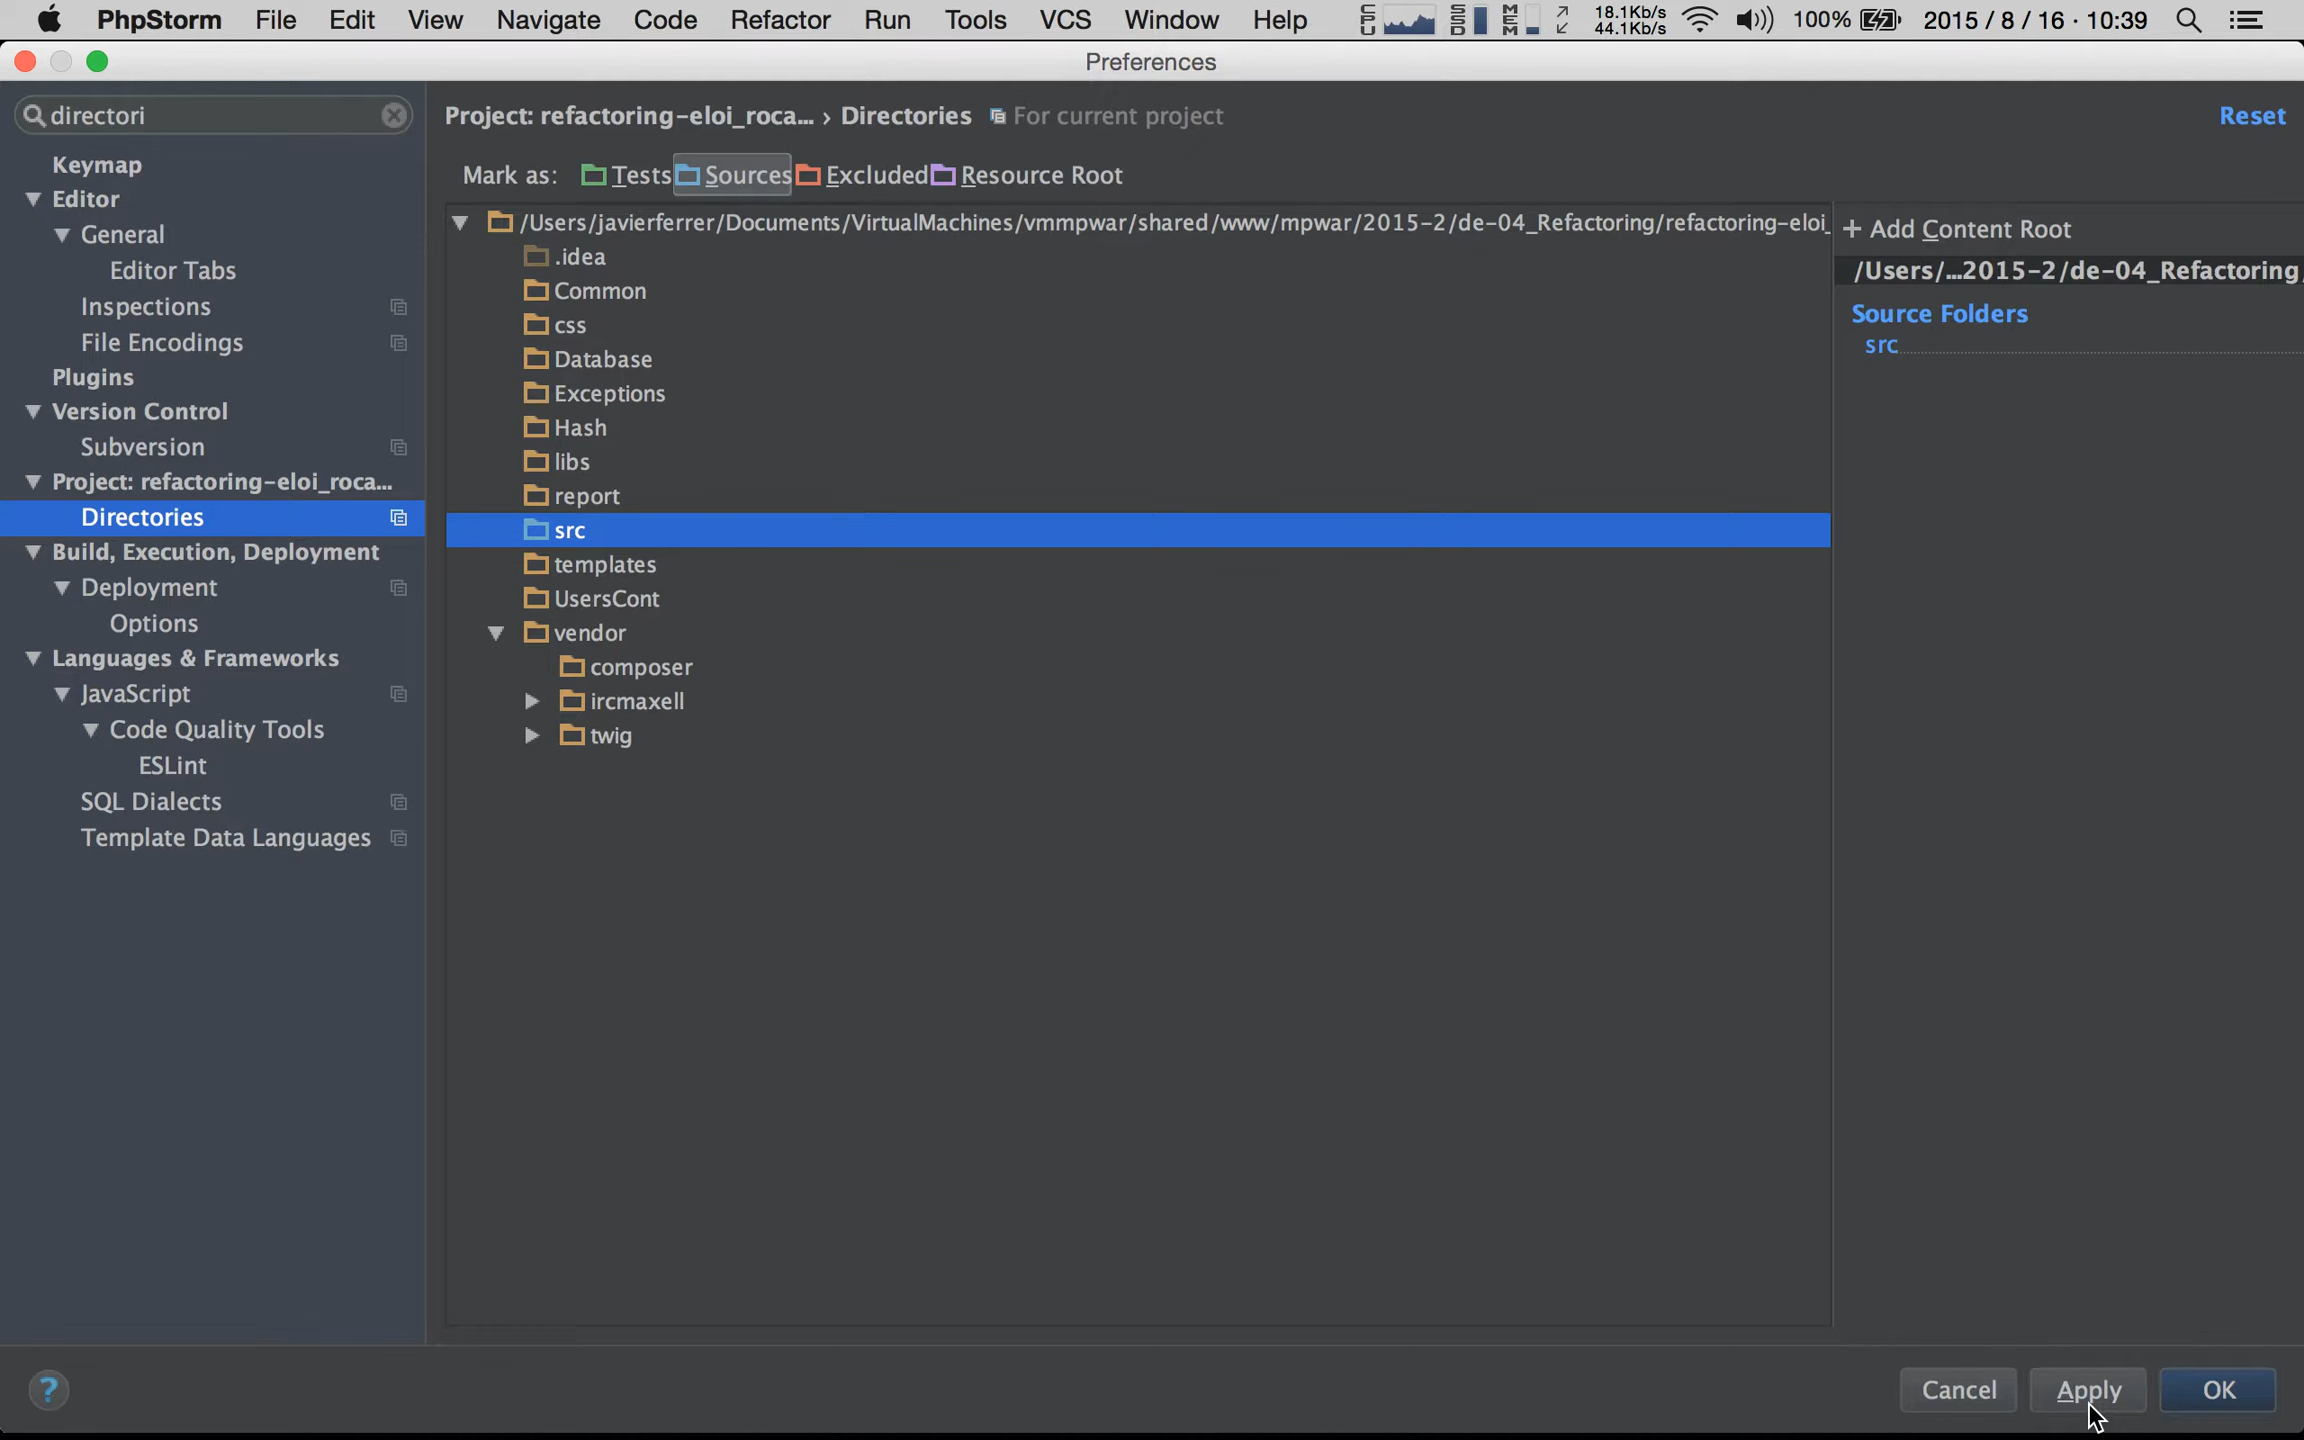 PhpStorm File Edit View Navigate Code Refactor Run Tools VCS Window Help CPU SSD MEM 18.1Kb/s 44.1Kb/s 100% 2015 / 8 / 16 · 10:39
Preferences
directori
Keymap
Editor
General
Editor Tabs
Inspections
File Encodings
Plugins
Version Control
Subversion
Project: refactoring-eloi_roca...
Directories
Build, Execution, Deployment
Deployment
Options
Languages & Frameworks
JavaScript
Code Quality Tools
ESLint
SQL Dialects
Template Data Languages
Project: refactoring-eloi_roca... › Directories For current project Reset
Mark as: Tests Sources Excluded Resource Root
/Users/javierferrer/Documents/VirtualMachines/vmmpwar/shared/www/mpwar/2015-2/de-04_Refactoring/refactoring-eloi_
.idea
Common
css
Database
Exceptions
Hash
libs
report
src
templates
UsersCont
vendor
composer
ircmaxell
twig
+ Add Content Root
/Users/...2015-2/de-04_Refactoring/
Source Folders
src
? Cancel Apply OK